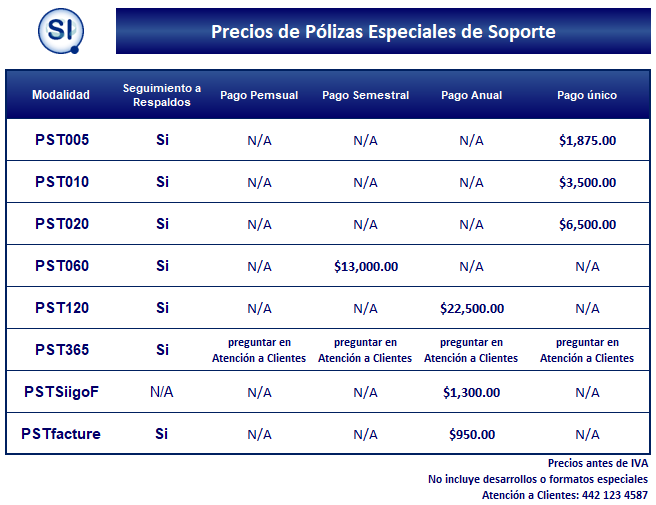 SI
Precios de Pólizas Especiales de Soporte
Modalidad Seguimiento a Respaldos Pago Pemsual Pago Semestral Pago Anual Pago único
PST005 Si N/A N/A N/A $1,875.00
PST010 Si N/A N/A N/A $3,500.00
PST020 Si N/A N/A N/A $6,500.00
PST060 Si N/A $13,000.00 N/A N/A
PST120 Si N/A N/A $22,500.00 N/A
PST365 Si preguntar en Atención a Clientes preguntar en Atención a Clientes preguntar en Atención a Clientes preguntar en Atención a Clientes
PSTSiigoF N/A N/A N/A $1,300.00 N/A
PSTfacture Si N/A N/A $950.00 N/A
Precios antes de IVA
No incluye desarrollos o formatos especiales
Atención a Clientes: 442 123 4587